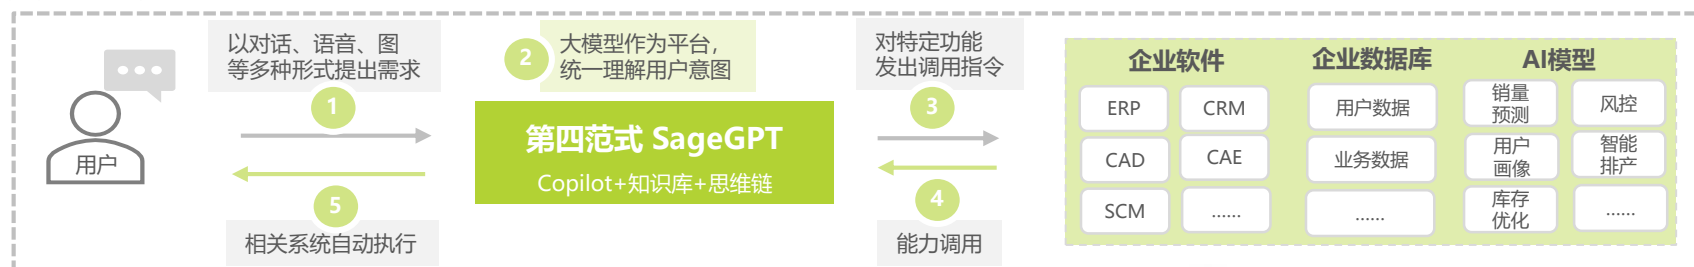 用户
以对话、语音、图
等多种形式提出需求
1
5
相关系统自动执行
2
大模型作为平台，
统一理解用户意图
第四范式 SageGPT
Copilot+知识库+思维链
对特定功能
发出调用指令
3
4
能力调用
企业软件
ERP
CRM
CAD
CAE
SCM
......
企业数据库
用户数据
业务数据
......
AI模型
销量
预测
风控
用户
画像
智能
排产
库存
优化
......